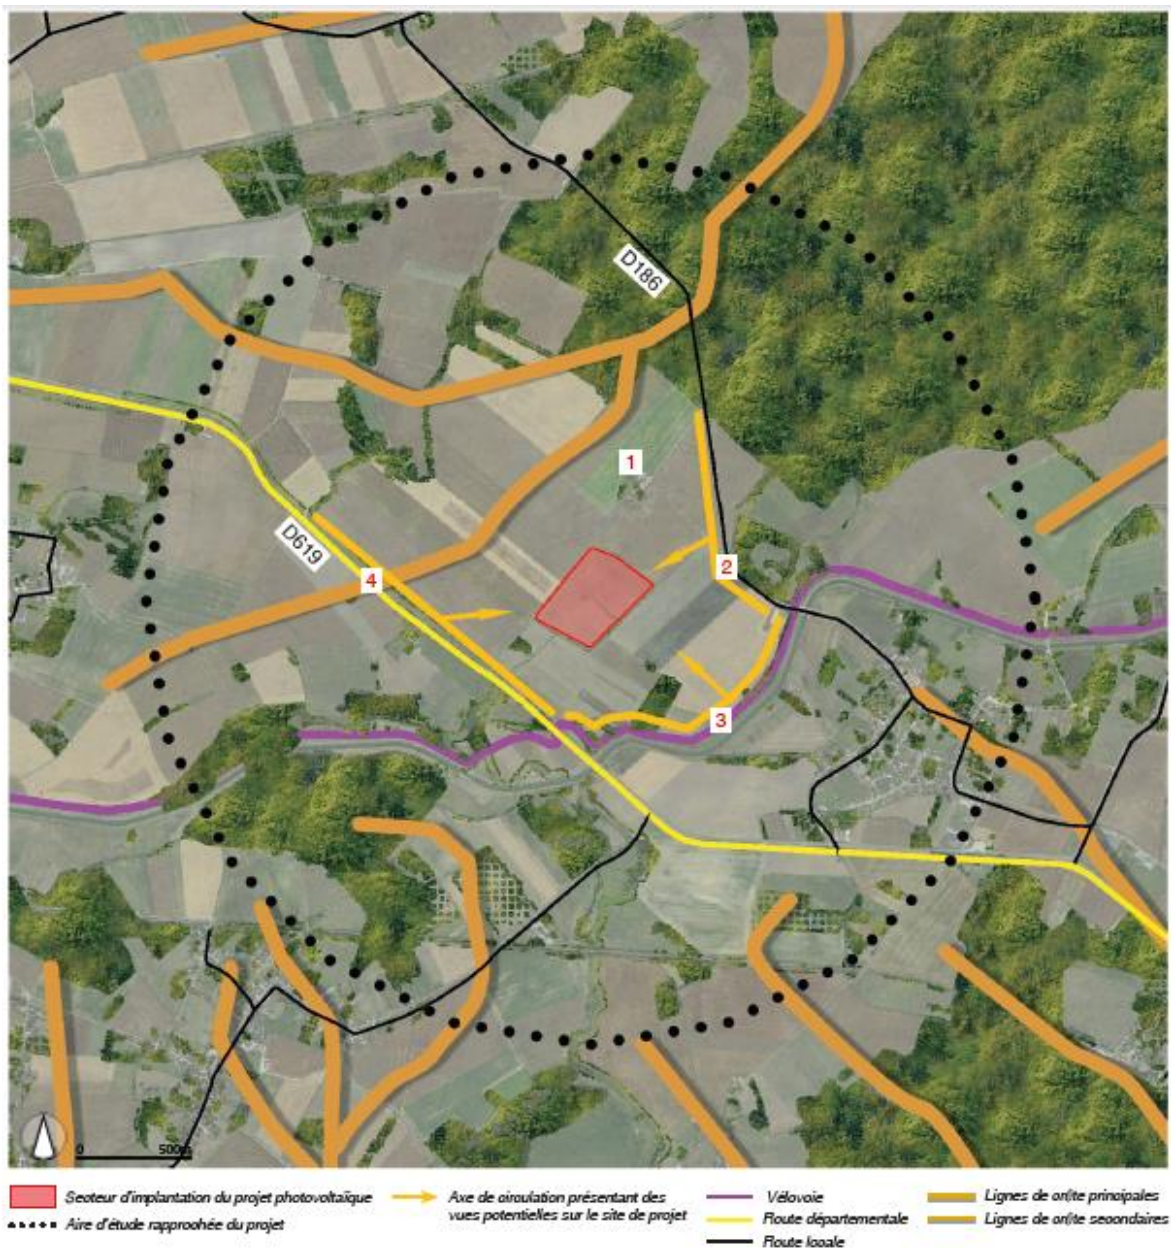 D186
1
D619
4
2
3
0 500m
Secteur d'implantation du projet photovoltaïque
Aire d'étude rapprochée du projet
Axe de circulation présentant des
vues potentielles sur le site de projet
Vélovoie
Route départementale
Route locale
Lignes de crête principales
Lignes de crête secondaires